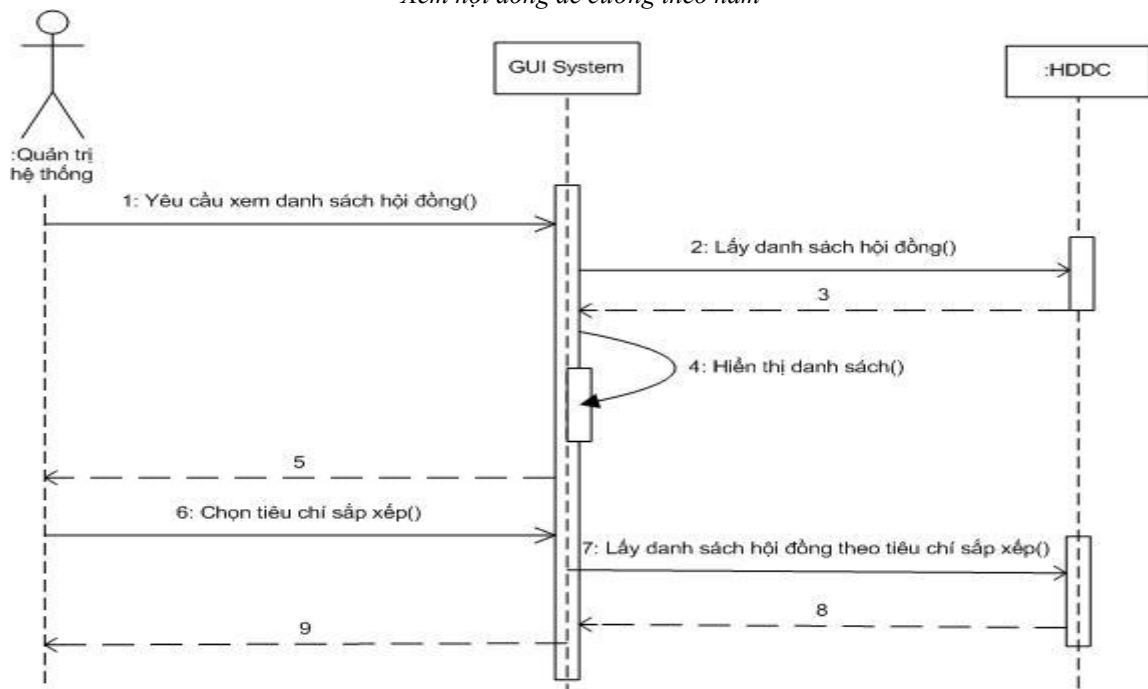 Xem hội đồng đề cương theo năm
GUI System
:HDDC
:Quản trị
hệ thống
1: Yêu cầu xem danh sách hội đồng()
2: Lấy danh sách hội đồng()
3
4: Hiển thị danh sách()
5
6: Chọn tiêu chí sắp xếp()
7: Lấy danh sách hội đồng theo tiêu chí sắp xếp()
8
9